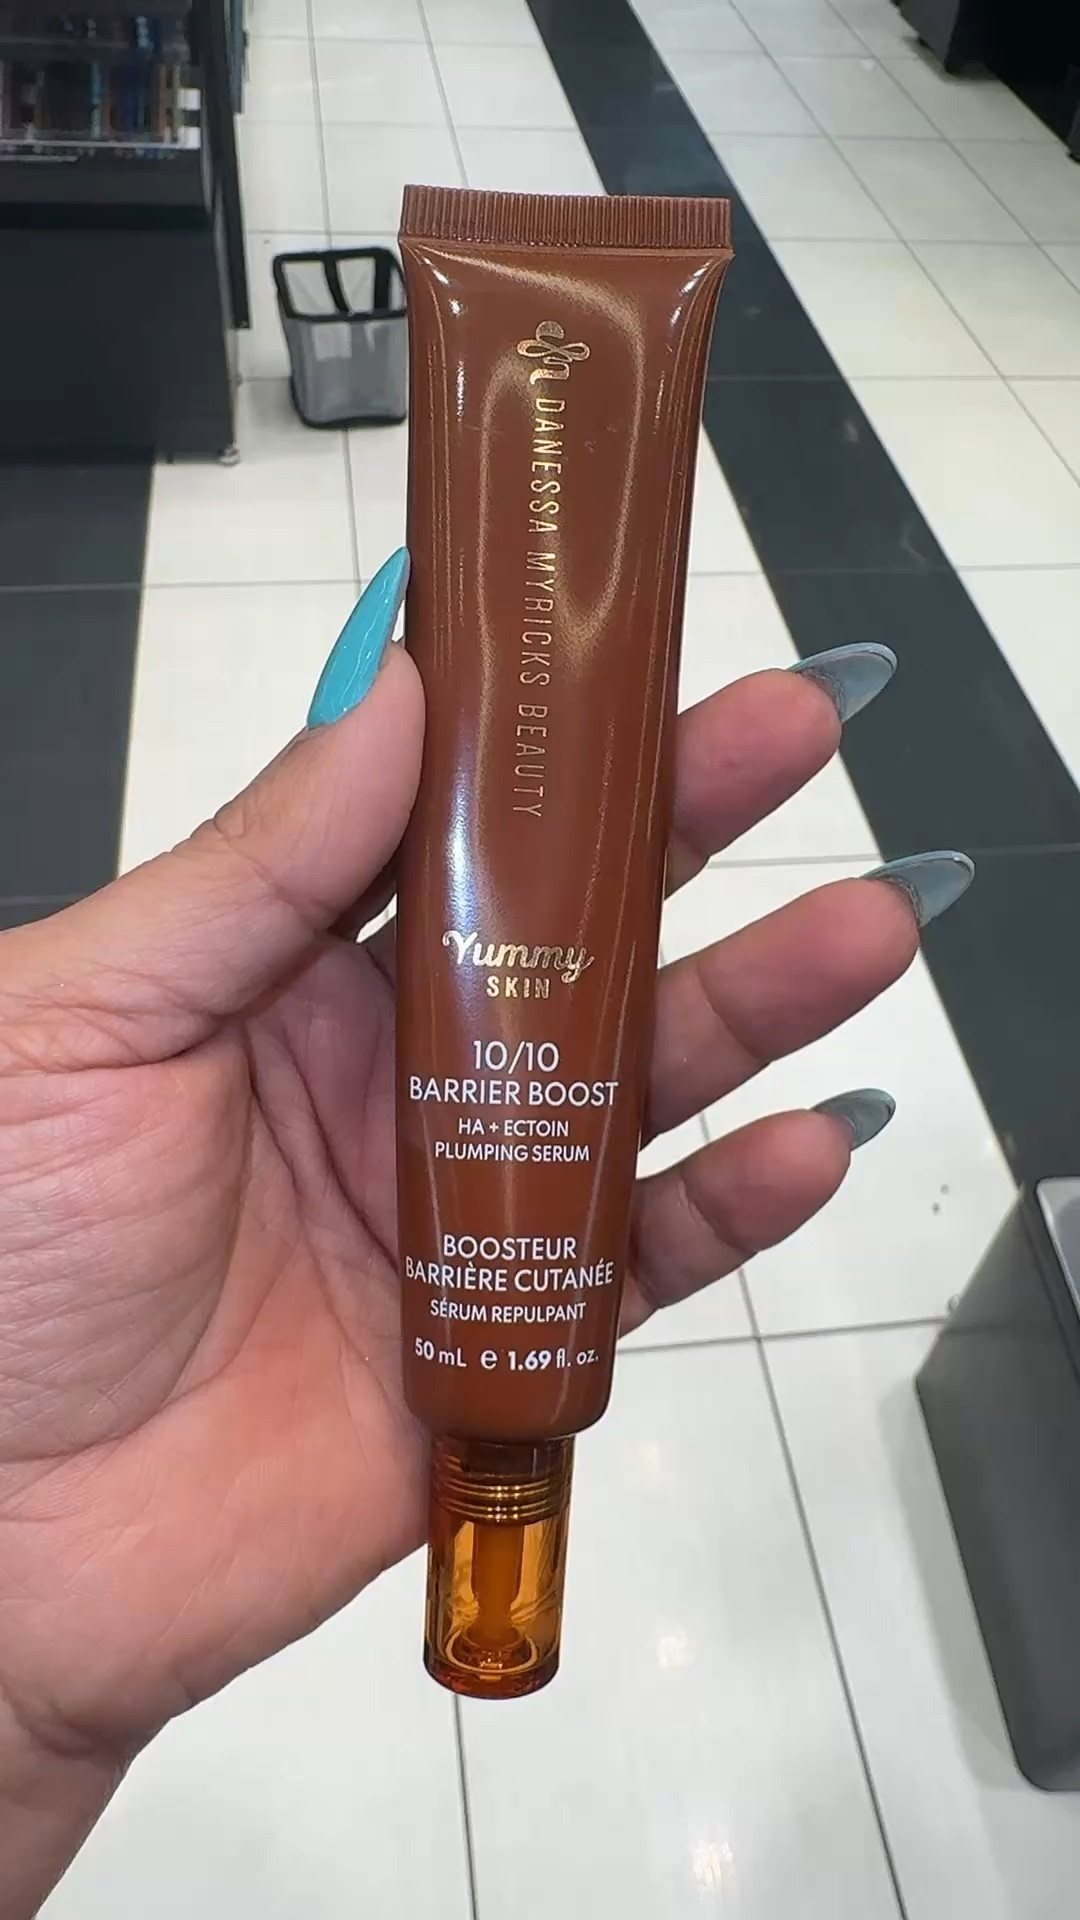 DANESSA MYRICKS BEAUTY
Yummy
SKIN
10/10
BARRIER BOOST
HA + ECTOIN
PLUMPING SERUM
BOOSTEUR
BARRIÈRE CUTANÉE
SÉRUM REPULPANT
50 mL e 1.69 fl. oz.